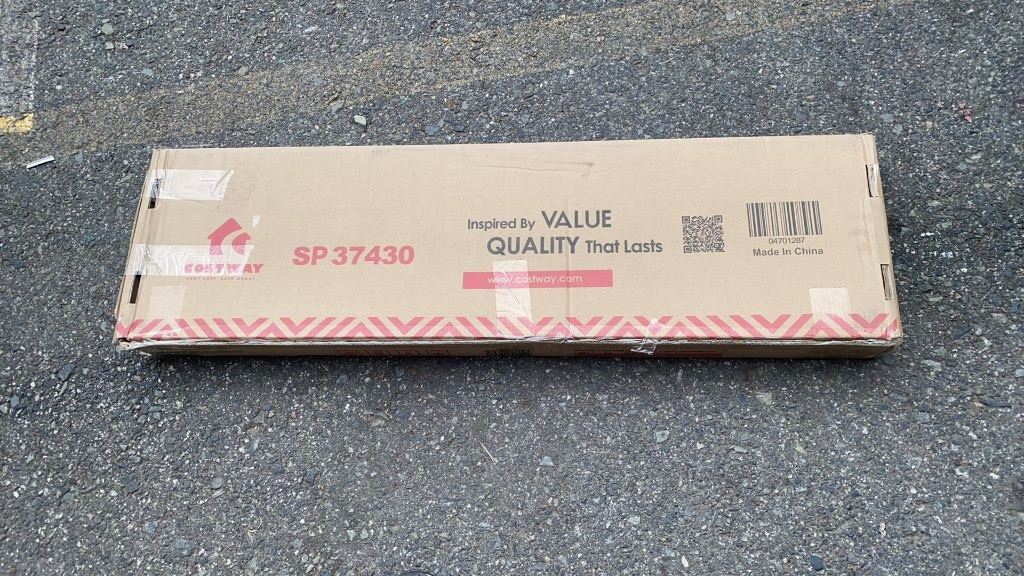 COSTWAY
SP 37430
Inspired By VALUE
QUALITY That Lasts
www.costway.com
04701287
Made In China